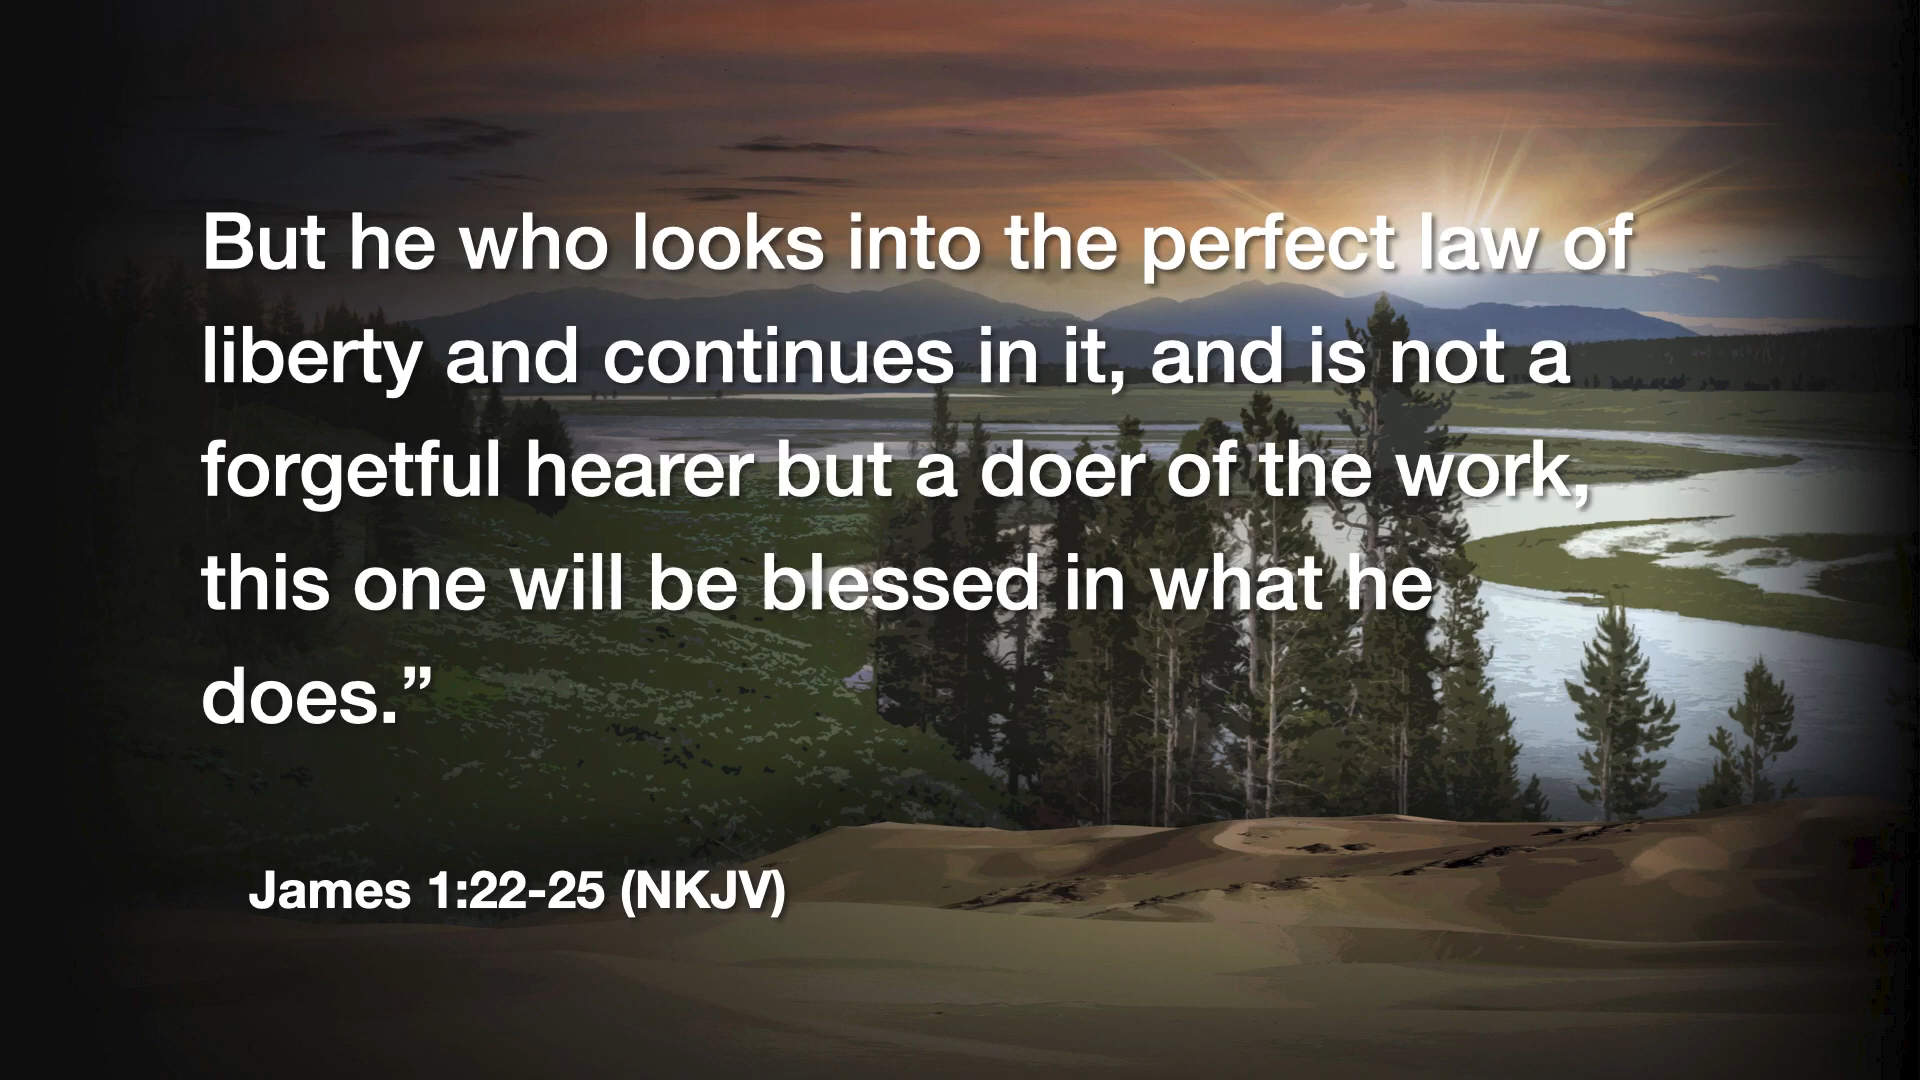 But he who looks into the perfect law of
liberty and continues in it, and is not a
forgetful hearer but a doer of the work,
this one will be blessed in what he
does.”
James 1:22-25 (NKJV)